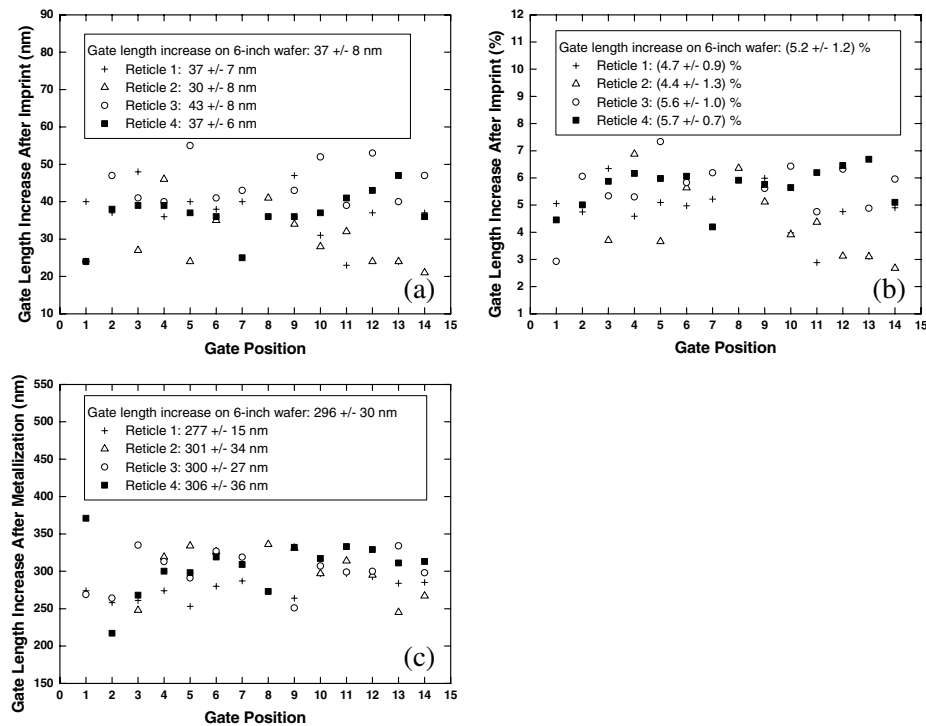 Gate Length Increase After Imprint (nm)
90
80
70
60
50
40
30
20
10
Gate length increase on 6-inch wafer: 37 +/- 8 nm
Reticle 1: 37 +/- 7 nm
Reticle 2: 30 +/- 8 nm
Reticle 3: 43 +/- 8 nm
Reticle 4: 37 +/- 6 nm
(a)
0 1 2 3 4 5 6 7 8 9 10 11 12 13 14 15
Gate Position
Gate Length Increase After Imprint (%)
12
11
10
9
8
7
6
5
4
3
2
1
Gate length increase on 6-inch wafer: (5.2 +/- 1.2) %
Reticle 1: (4.7 +/- 0.9) %
Reticle 2: (4.4 +/- 1.3) %
Reticle 3: (5.6 +/- 1.0) %
Reticle 4: (5.7 +/- 0.7) %
(b)
0 1 2 3 4 5 6 7 8 9 10 11 12 13 14 15
Gate Position
Gate Length Increase After Metallization (nm)
550
500
450
400
350
300
250
200
150
Gate length increase on 6-inch wafer: 296 +/- 30 nm
Reticle 1: 277 +/- 15 nm
Reticle 2: 301 +/- 34 nm
Reticle 3: 300 +/- 27 nm
Reticle 4: 306 +/- 36 nm
(c)
0 1 2 3 4 5 6 7 8 9 10 11 12 13 14 15
Gate Position